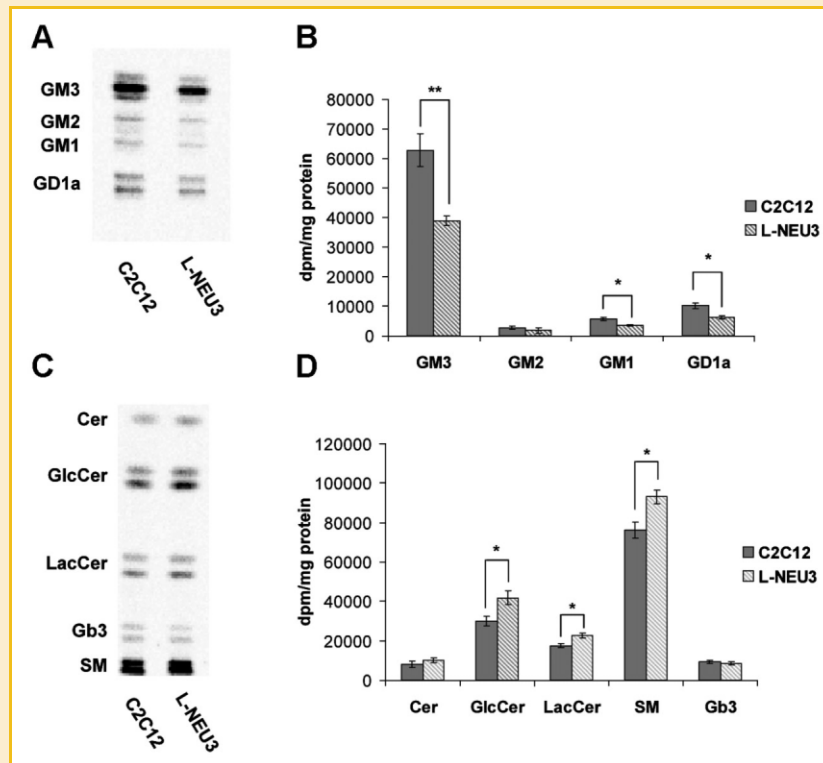 A
GM3
GM2
GM1
GD1a
C2C12
L-NEU3
B
80000
70000
60000
50000
40000
30000
20000
10000
0
dpm/mg protein
**
*
*
GM3
GM2
GM1
GD1a
C2C12
L-NEU3
C
Cer
GlcCer
LacCer
Gb3
SM
C2C12
L-NEU3
D
120000
100000
80000
60000
40000
20000
0
dpm/mg protein
*
*
*
Cer
GlcCer
LacCer
SM
Gb3
C2C12
L-NEU3